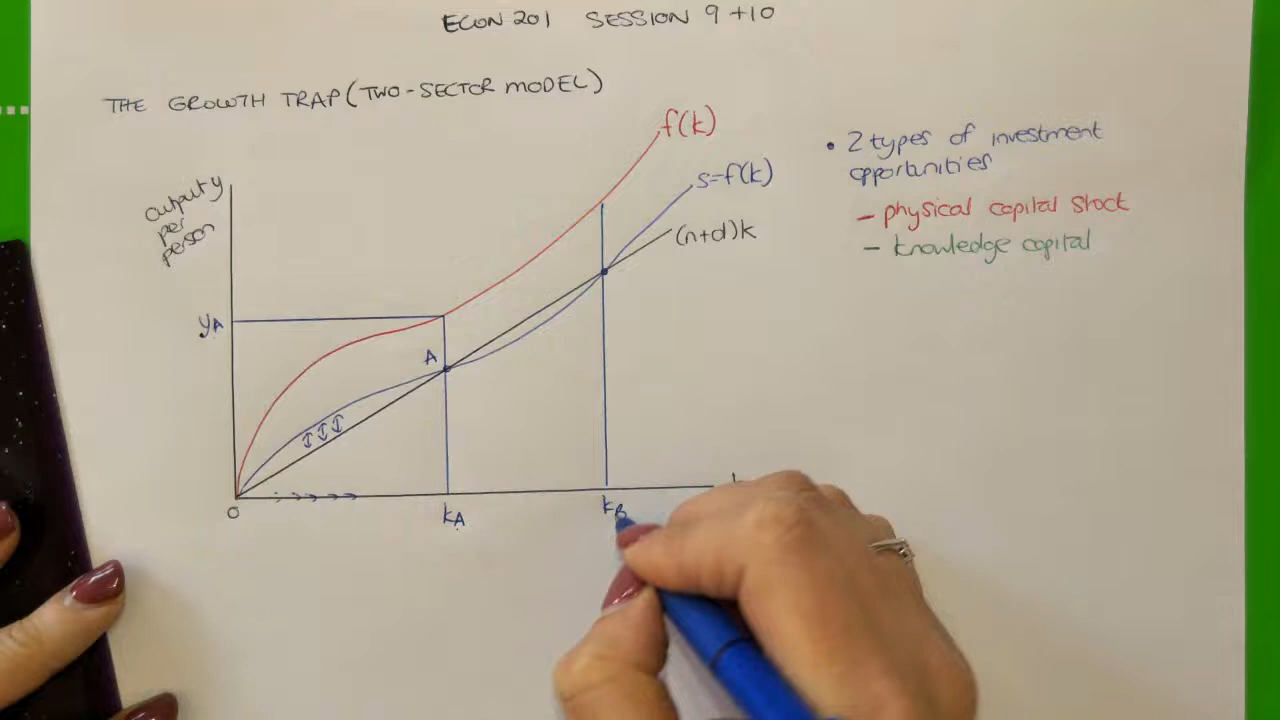 ECON 201 SESSION 9 +10
THE GROWTH TRAP (TWO-SECTOR MODEL)
f(k)
s=f(k)
(n+d)k
output y
per
person
yA
A
0
kA
kB
• 2 types of investment
opportunities
- physical capital stock
- knowledge capital